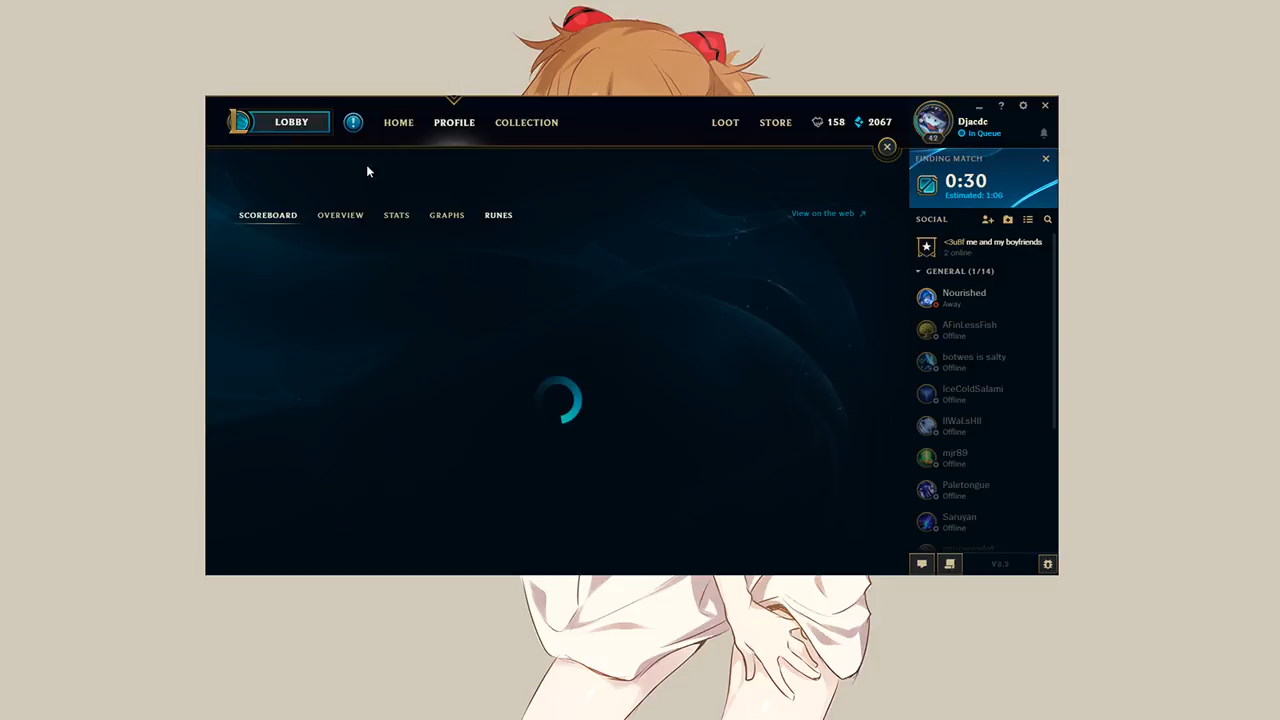 LOBBY
HOME
PROFILE
COLLECTION
LOOT
STORE
158
2067
?
42
Djacdc
In Queue
FINDING MATCH
0:30
Estimated: 1:06
SCOREBOARD
OVERVIEW
STATS
GRAPHS
RUNES
View on the web
SOCIAL
<3uBf me and my boyfriends
2 online
GENERAL (1/14)
Nourished
Away
AFinLessFish
Offline
botwes is salty
Offline
IceColdSalami
Offline
IIWaLsHII
Offline
mjr89
Offline
Paletongue
Offline
Saruyan
Offline
V8.3